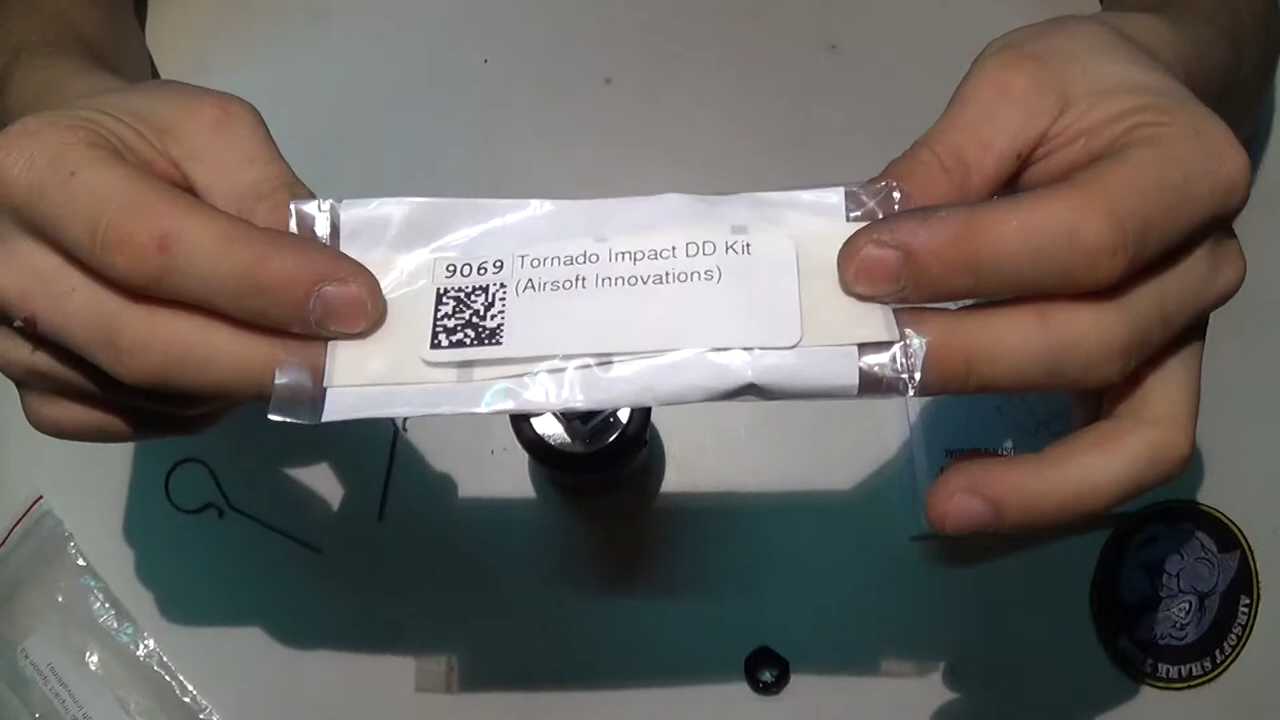 9069
Tornado Impact DD Kit
(Airsoft Innovations)
AIRSOFT SHARK